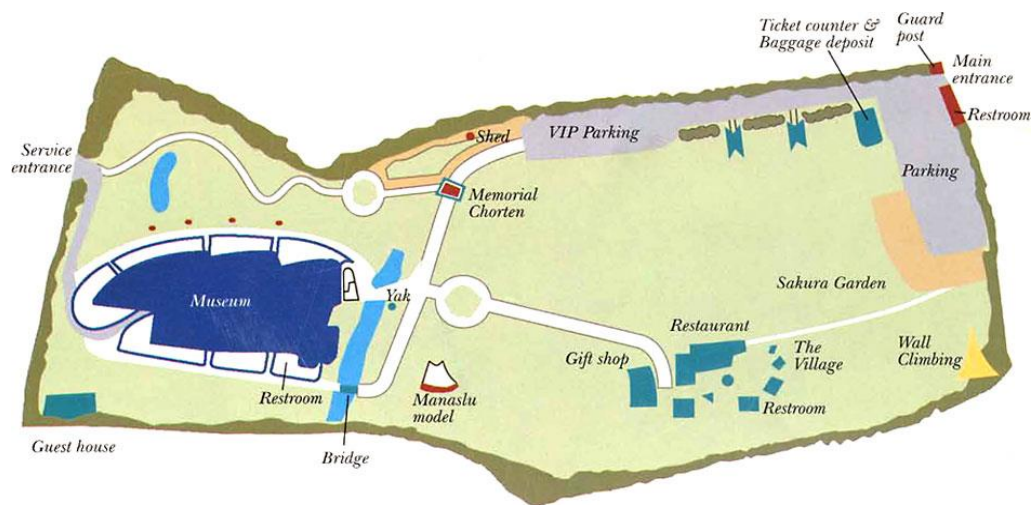 Ticket counter &
Baggage deposit
Guard
post
Main
entrance
Restroom
Shed
VIP Parking
Service
entrance
Parking
Memorial
Chorten
Sakura Garden
Museum
Yak
Restaurant
Gift shop
The
Village
Wall
Climbing
Restroom
Manaslu
model
Restroom
Guest house
Bridge